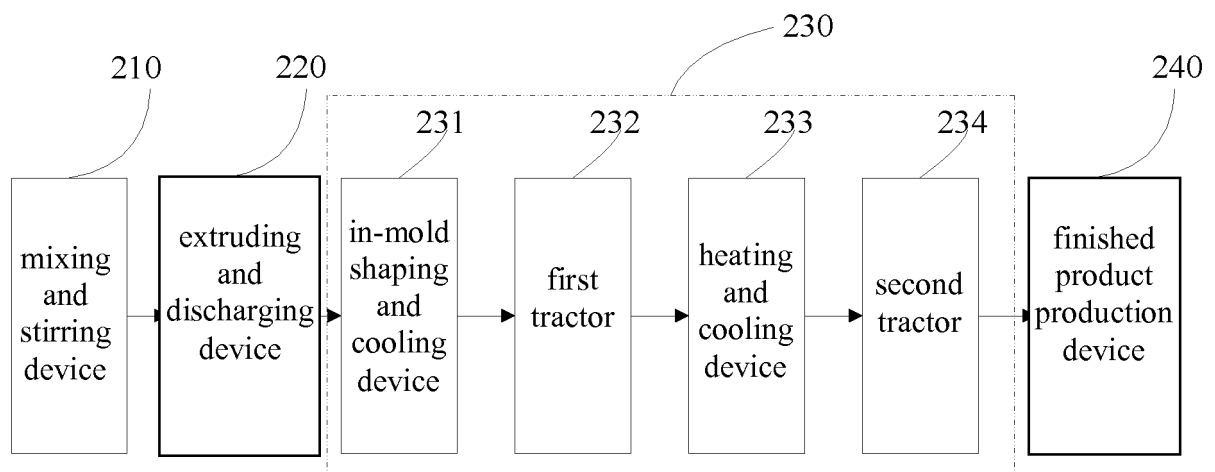 230
210
220
240
231
232
233
234
mixing
and
stirring
device
extruding
and
discharging
device
in-mold
shaping
and
cooling
device
first
tractor
heating
and
cooling
device
second
tractor
finished
product
production
device